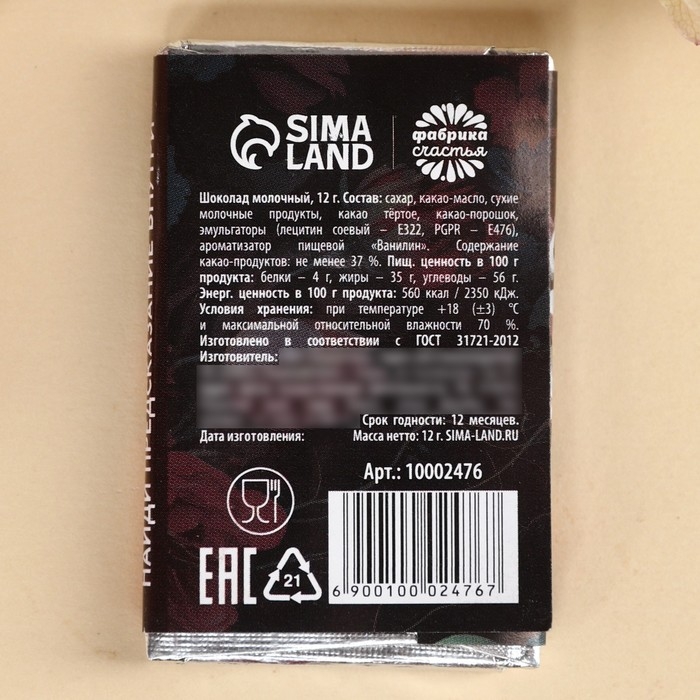 SIMA
LAND
фабрика
счастья
Шоколад молочный, 12 г. Состав: сахар, какао-масло, сухие
молочные продукты, какао тёртое, какао-порошок,
эмульгаторы (лецитин соевый – Е322, PGPR – Е476),
ароматизатор пищевой «Ванилин». Содержание
какао-продуктов: не менее 37 %. Пищ. ценность в 100 г
продукта: белки – 4 г, жиры – 35 г, углеводы – 56 г.
Энерг. ценность в 100 г продукта: 560 ккал / 2350 кДж.
Условия хранения: при температуре +18 (±3) °С
и максимальной относительной влажности 70 %.
Изготовлено в соответствии с ГОСТ 31721-2012
Изготовитель:
Срок годности: 12 месяцев.
Дата изготовления: Масса нетто: 12 г. SIMA-LAND.RU
Арт.: 10002476
EAC
21
6 900100 024767
НАЙДИ ПРЕДСКАЗАНИЕ ВНУТРИ